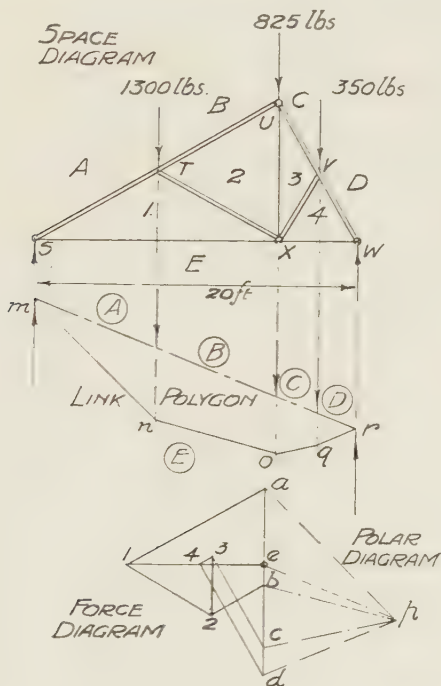 825 lbs
SPACE
DIAGRAM
1300 lbs.
350 lbs
B
U
C
A
T
2
3
V
D
1.
4
S
X
W
E
20 ft
m
A
B
C
LINK POLYGON
D
n
r
E
o
q
a
POLAR
DIAGRAM
1
4
3
e
b
FORCE
DIAGRAM
2
p
c
d